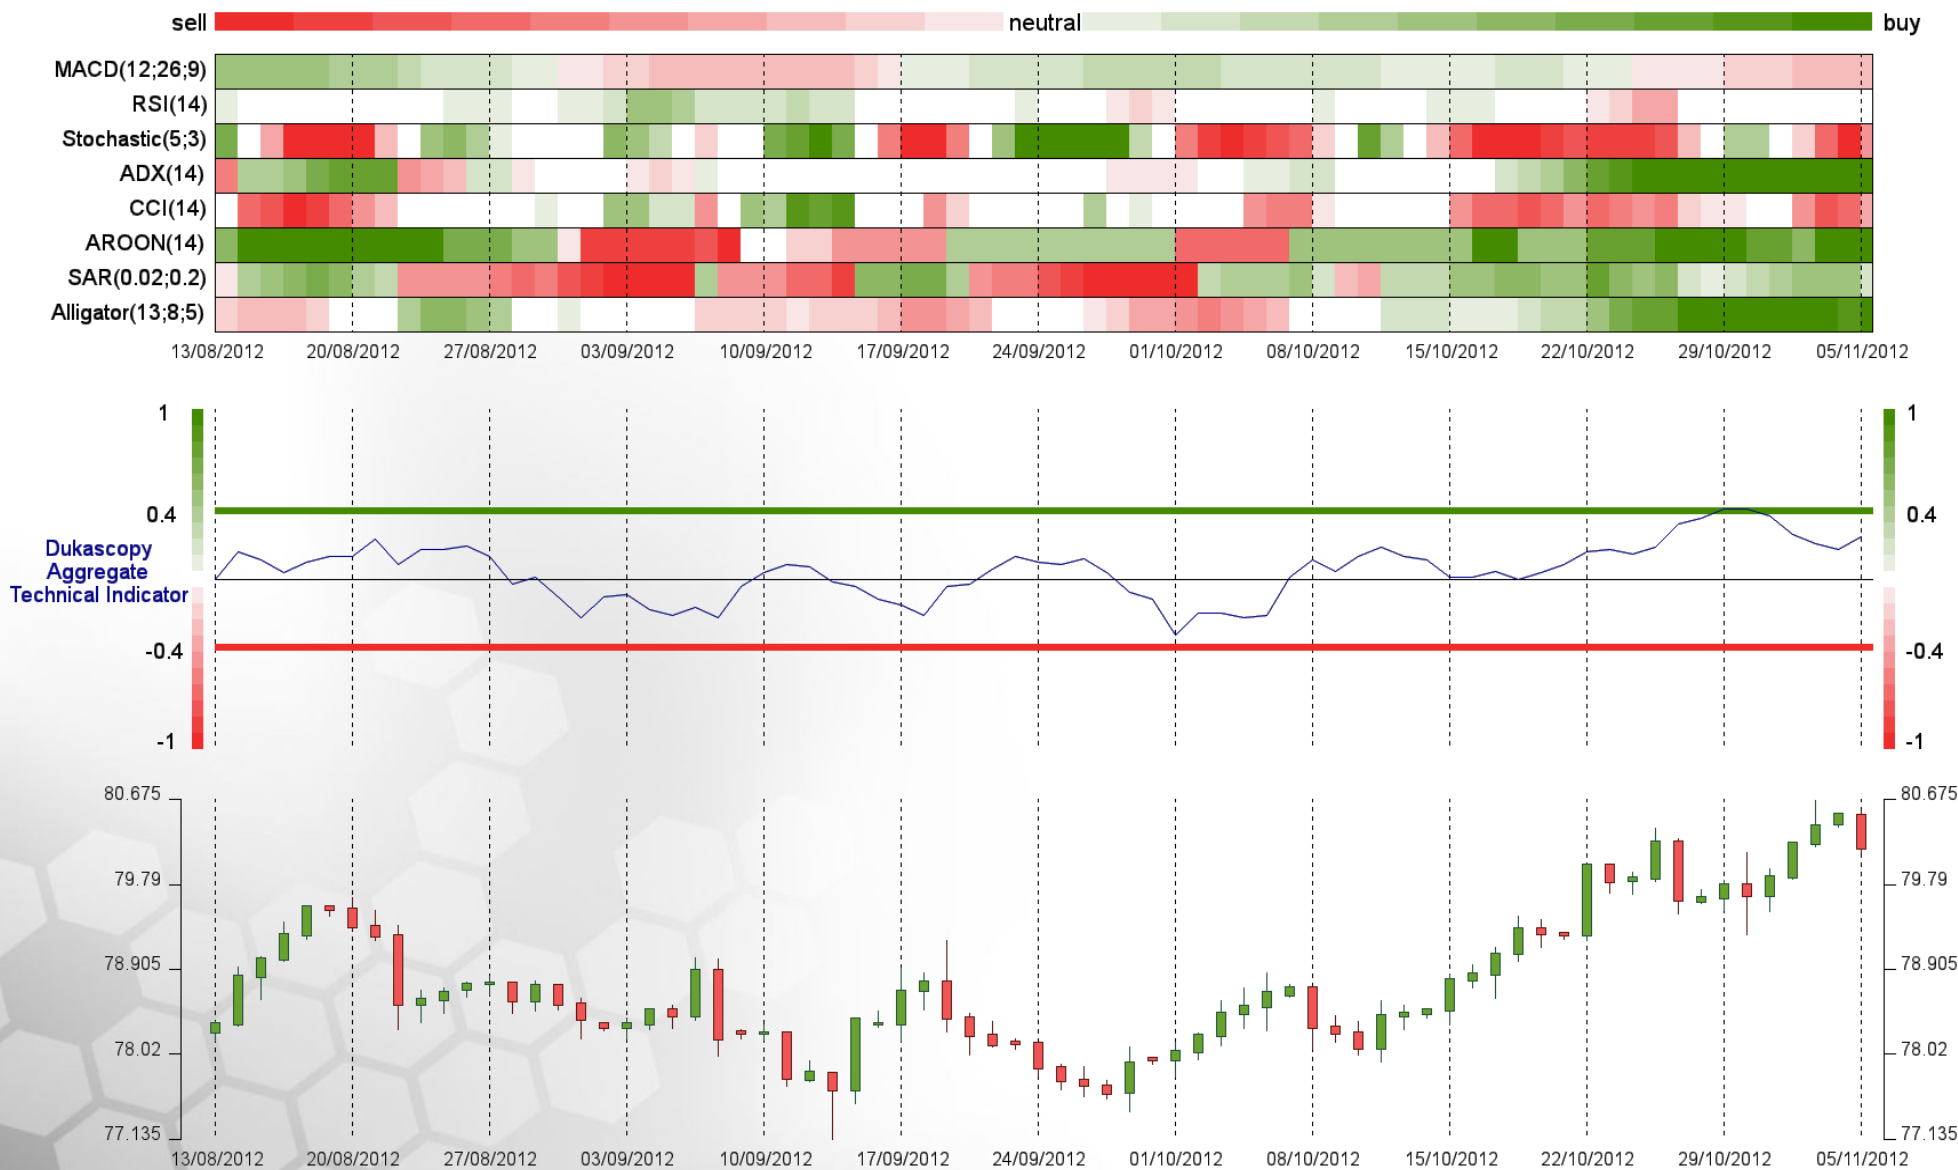 sell neutral buy
MACD(12;26;9)
RSI(14)
Stochastic(5;3)
ADX(14)
CCI(14)
AROON(14)
SAR(0.02;0.2)
Alligator(13;8;5)
13/08/2012 20/08/2012 27/08/2012 03/09/2012 10/09/2012 17/09/2012 24/09/2012 01/10/2012 08/10/2012 15/10/2012 22/10/2012 29/10/2012 05/11/2012
1 1
0.4 0.4
Dukascopy
Aggregate
Technical Indicator
-0.4 -0.4
-1 -1
80.675 80.675
79.79 79.79
78.905 78.905
78.02 78.02
77.135 77.135
13/08/2012 20/08/2012 27/08/2012 03/09/2012 10/09/2012 17/09/2012 24/09/2012 01/10/2012 08/10/2012 15/10/2012 22/10/2012 29/10/2012 05/11/2012